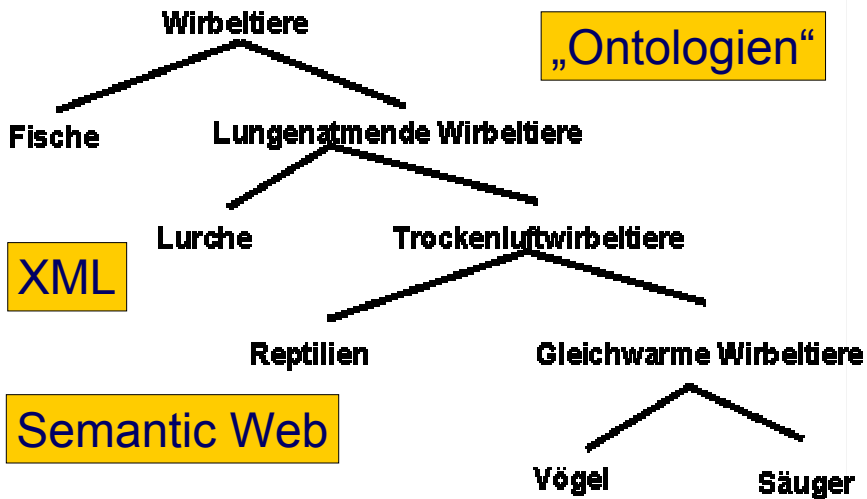 Wirbeltiere
„Ontologien“
Fische
Lungenatmende Wirbeltiere
Lurche
Trockenluftwirbeltiere
XML
Reptilien
Gleichwarme Wirbeltiere
Semantic Web
Vögel
Säuger